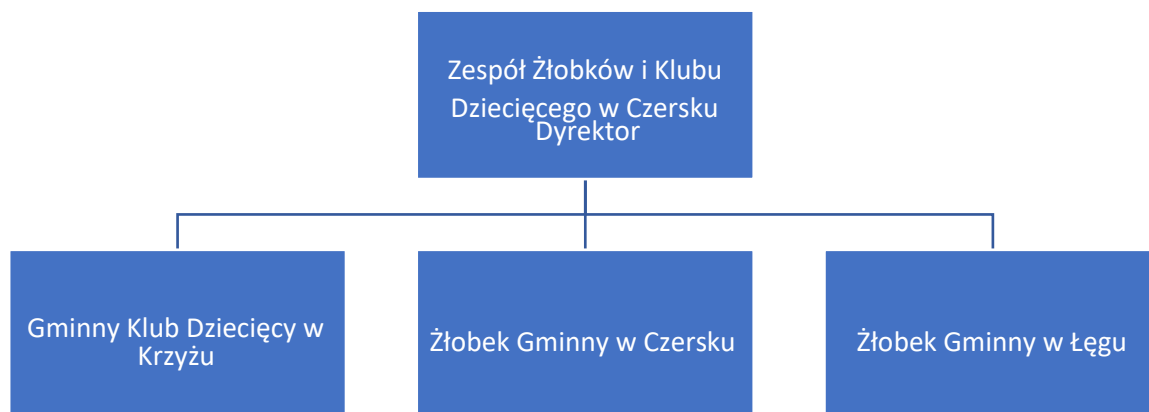 Zespół Żłobków i Klubu
Dziecięcego w Czersku
Dyrektor
Gminny Klub Dziecięcy w
Krzyżu
Żłobek Gminny w Czersku
Żłobek Gminny w Łęgu